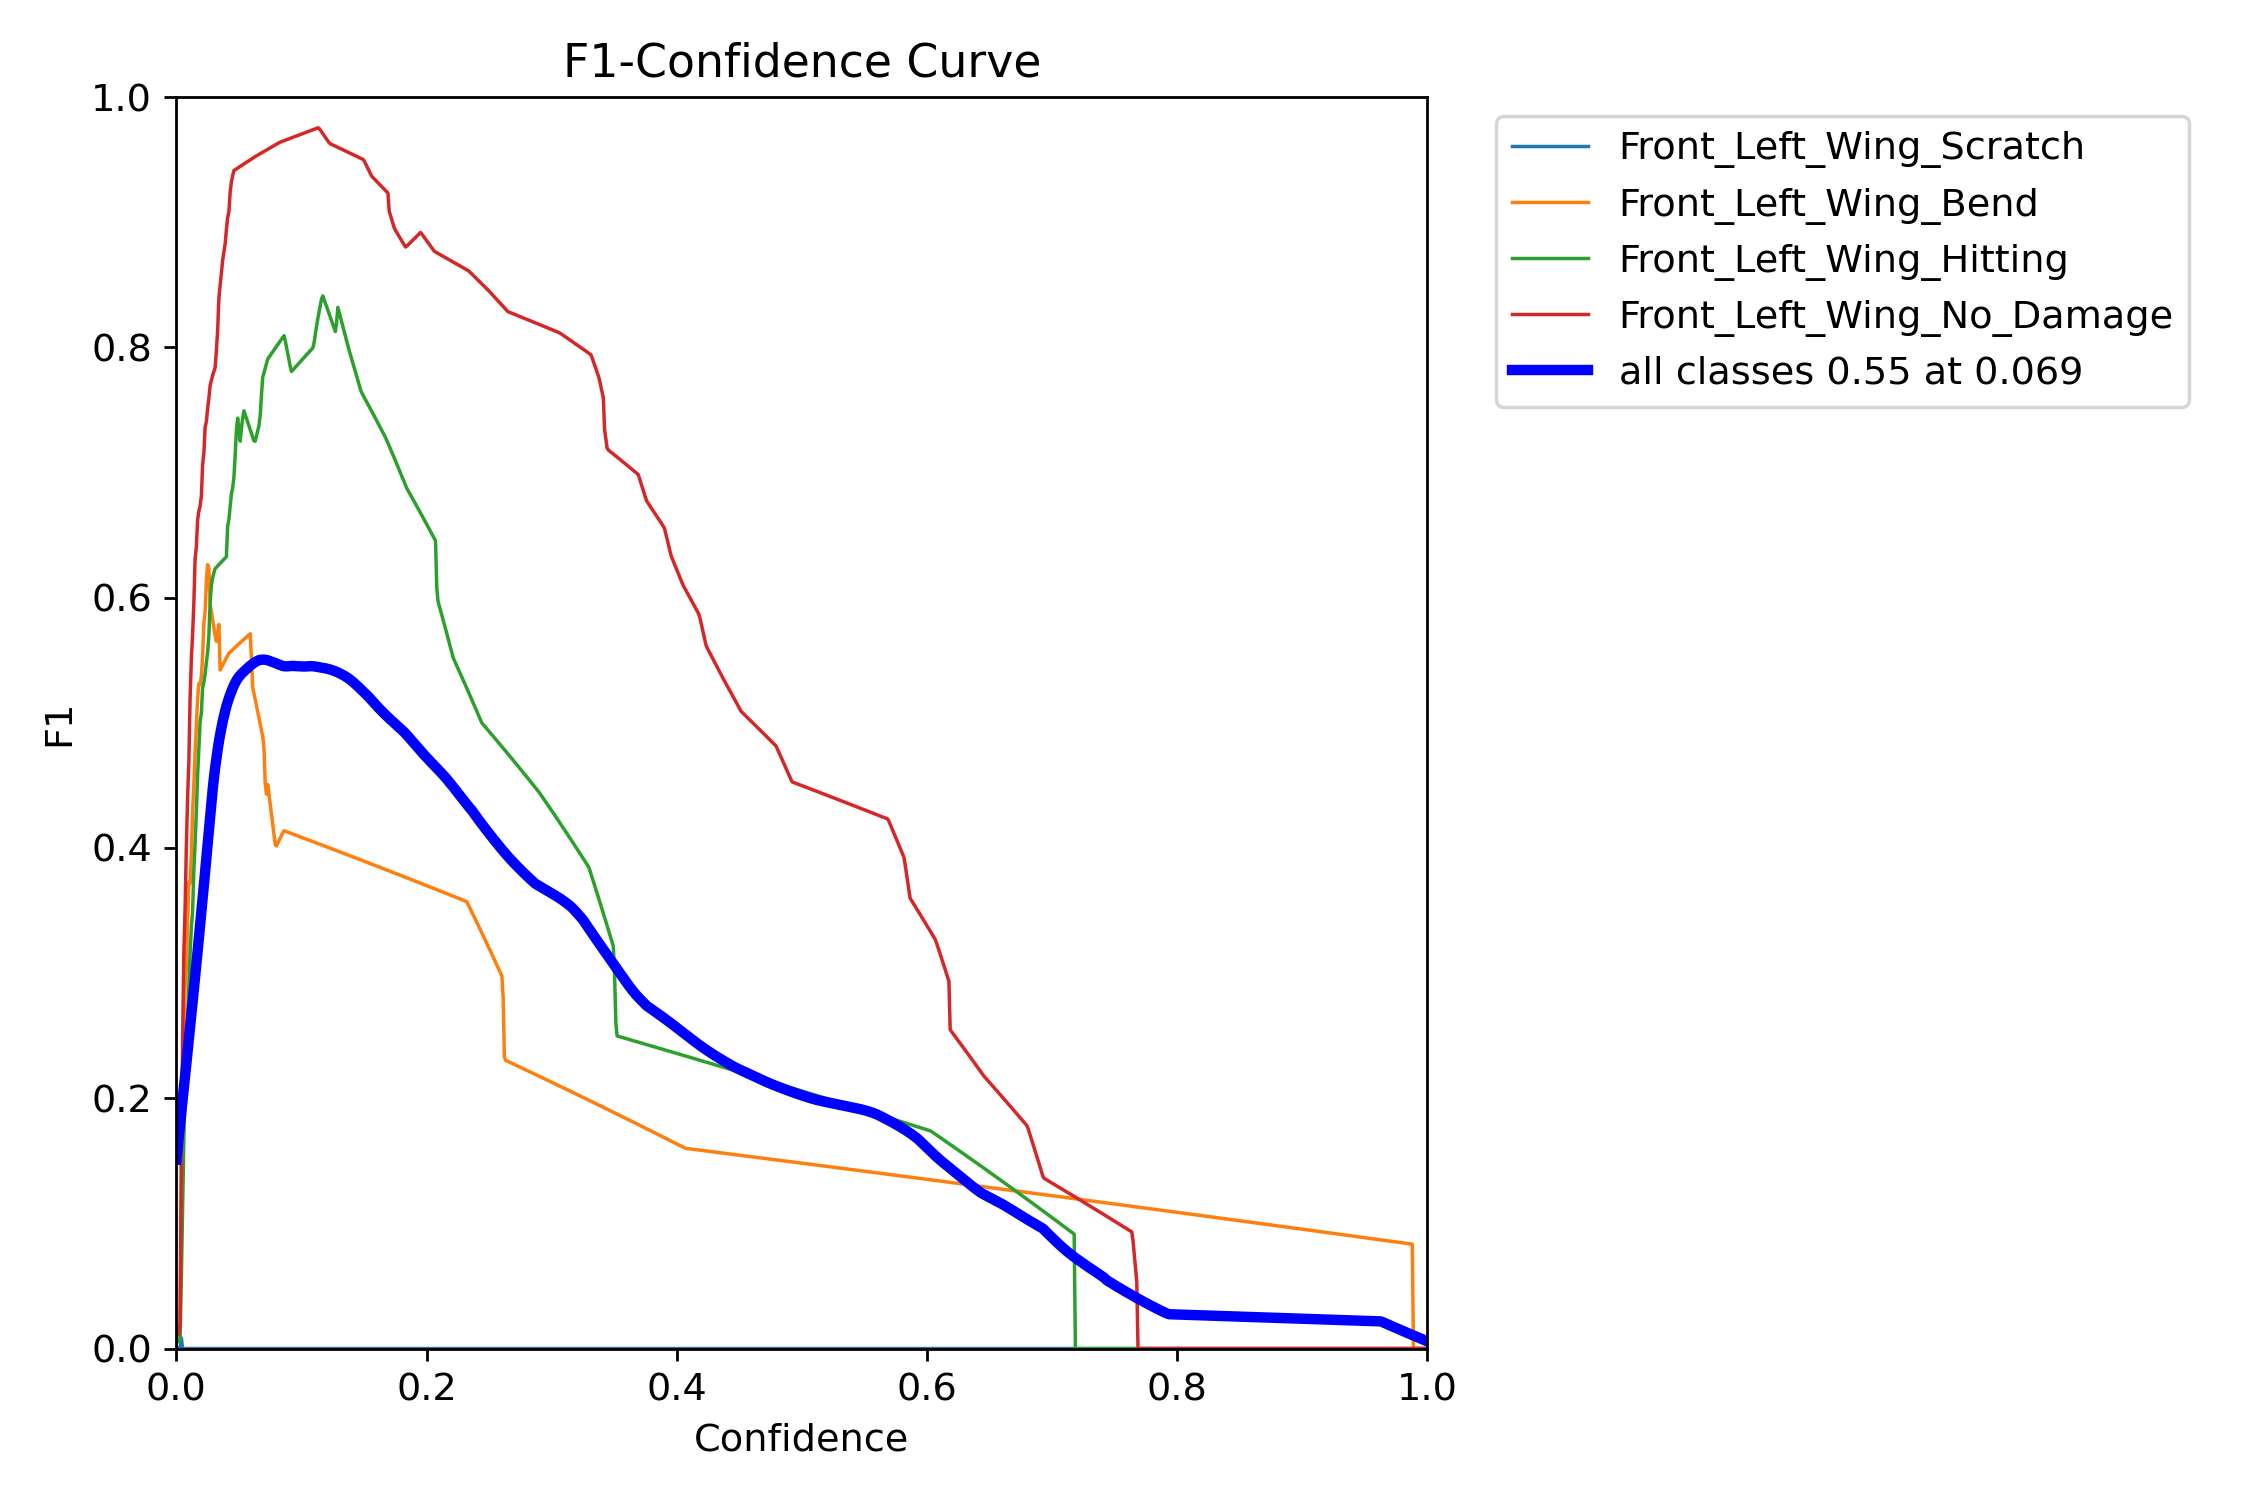 F1-Confidence Curve
1.0
0.8
0.6
0.4
0.2
0.0
F1
0.0 0.2 0.4 0.6 0.8 1.0
Confidence
Front_Left_Wing_Scratch
Front_Left_Wing_Bend
Front_Left_Wing_Hitting
Front_Left_Wing_No_Damage
all classes 0.55 at 0.069